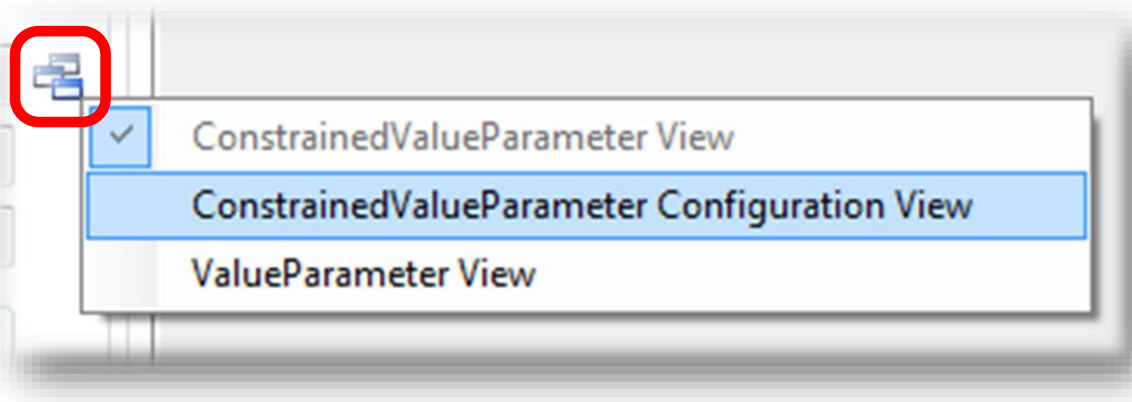 ConstrainedValueParameter View
ConstrainedValueParameter Configuration View
ValueParameter View